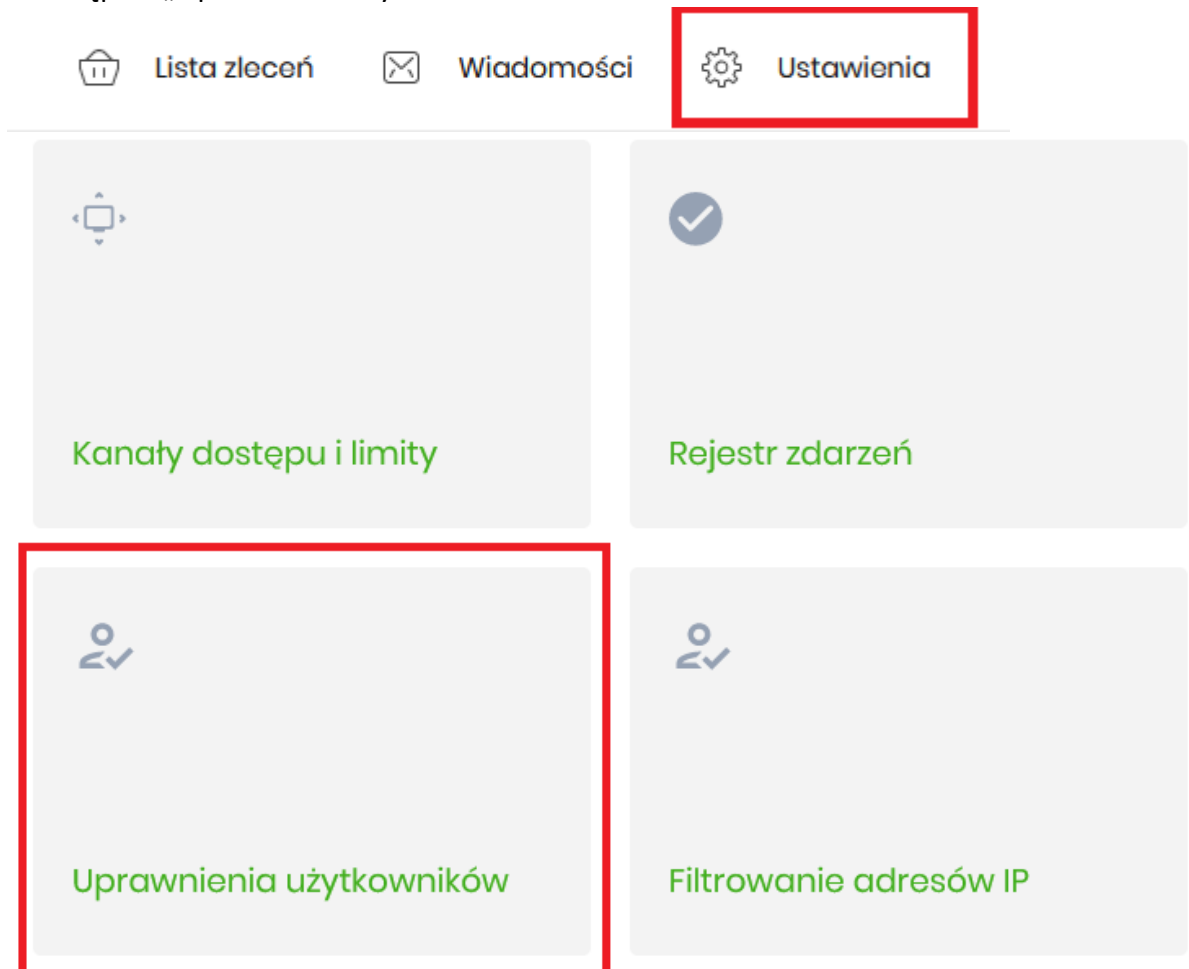 Lista zleceń Wiadomości Ustawienia
Kanały dostępu i limity Rejestr zdarzeń
Uprawnienia użytkowników Filtrowanie adresów IP